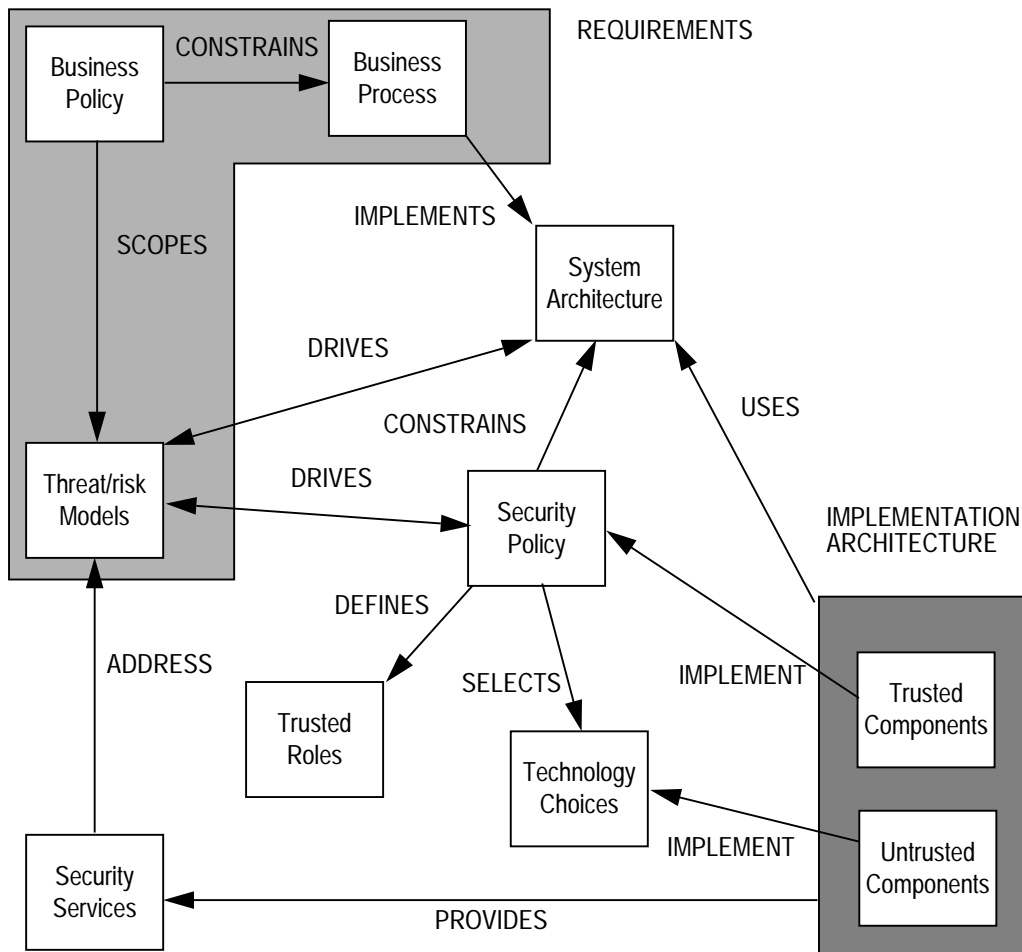 REQUIREMENTS
CONSTRAINS
Business
Policy
Business
Process
IMPLEMENTS
SCOPES
System
Architecture
DRIVES
USES
CONSTRAINS
DRIVES
Threat/risk
Models
Security
Policy
IMPLEMENTATION
ARCHITECTURE
DEFINES
ADDRESS
SELECTS
IMPLEMENT
Trusted
Components
Trusted
Roles
Technology
Choices
IMPLEMENT
Untrusted
Components
Security
Services
PROVIDES